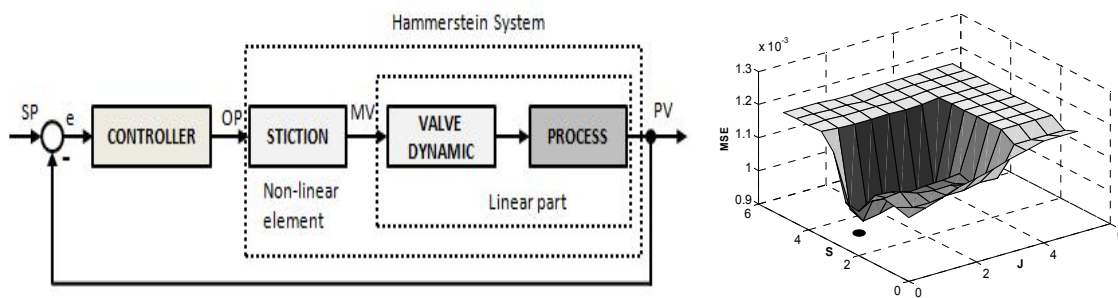 Hammerstein System
SP
e
-
CONTROLLER
OP
STICTION
MV
VALVE
DYNAMIC
PROCESS
PV
Non-linear
element
Linear part
x 10⁻³
1.3
1.2
1.1
1
0.9
MSE
6
4
2
0
S
0
2
4
J